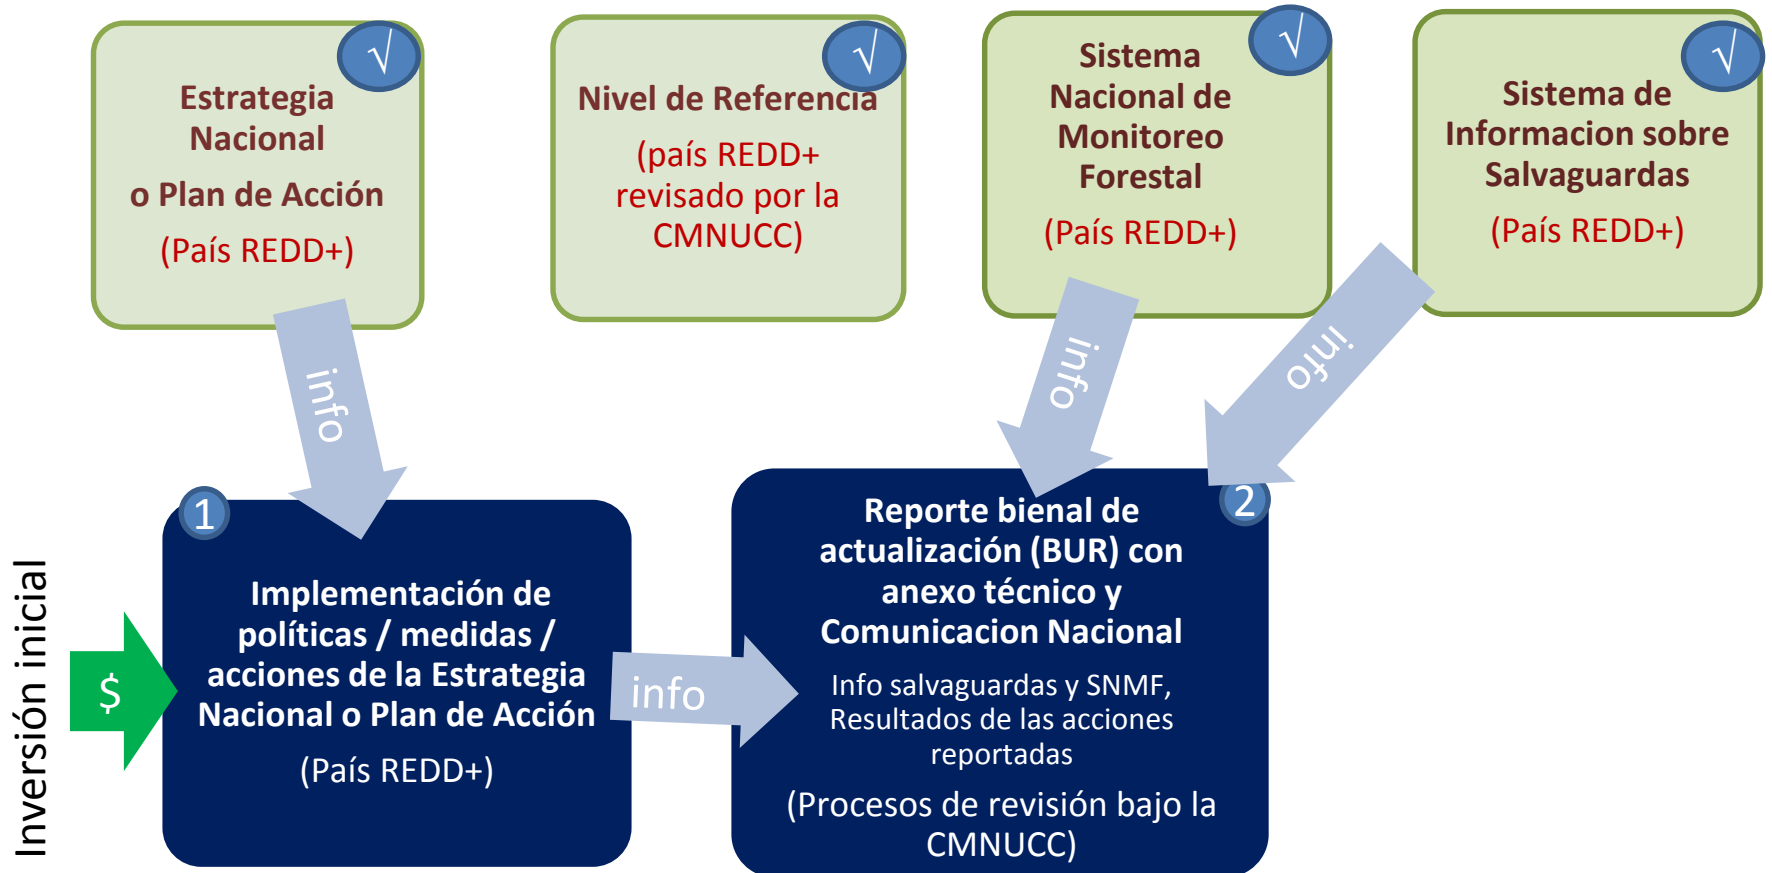 √
Estrategia
Nacional
o Plan de Acción
(País REDD+)
√
Nivel de Referencia
(país REDD+
revisado por la
CMNUCC)
√
Sistema
Nacional de
Monitoreo
Forestal
(País REDD+)
√
Sistema de
Informacion sobre
Salvaguardas
(País REDD+)
info
info
info
Inversión inicial
$
1
Implementación de
políticas / medidas /
acciones de la Estrategia
Nacional o Plan de Acción
(País REDD+)
info
2
Reporte bienal de
actualización (BUR) con
anexo técnico y
Comunicacion Nacional
Info salvaguardas y SNMF,
Resultados de las acciones
reportadas
(Procesos de revisión bajo la
CMNUCC)